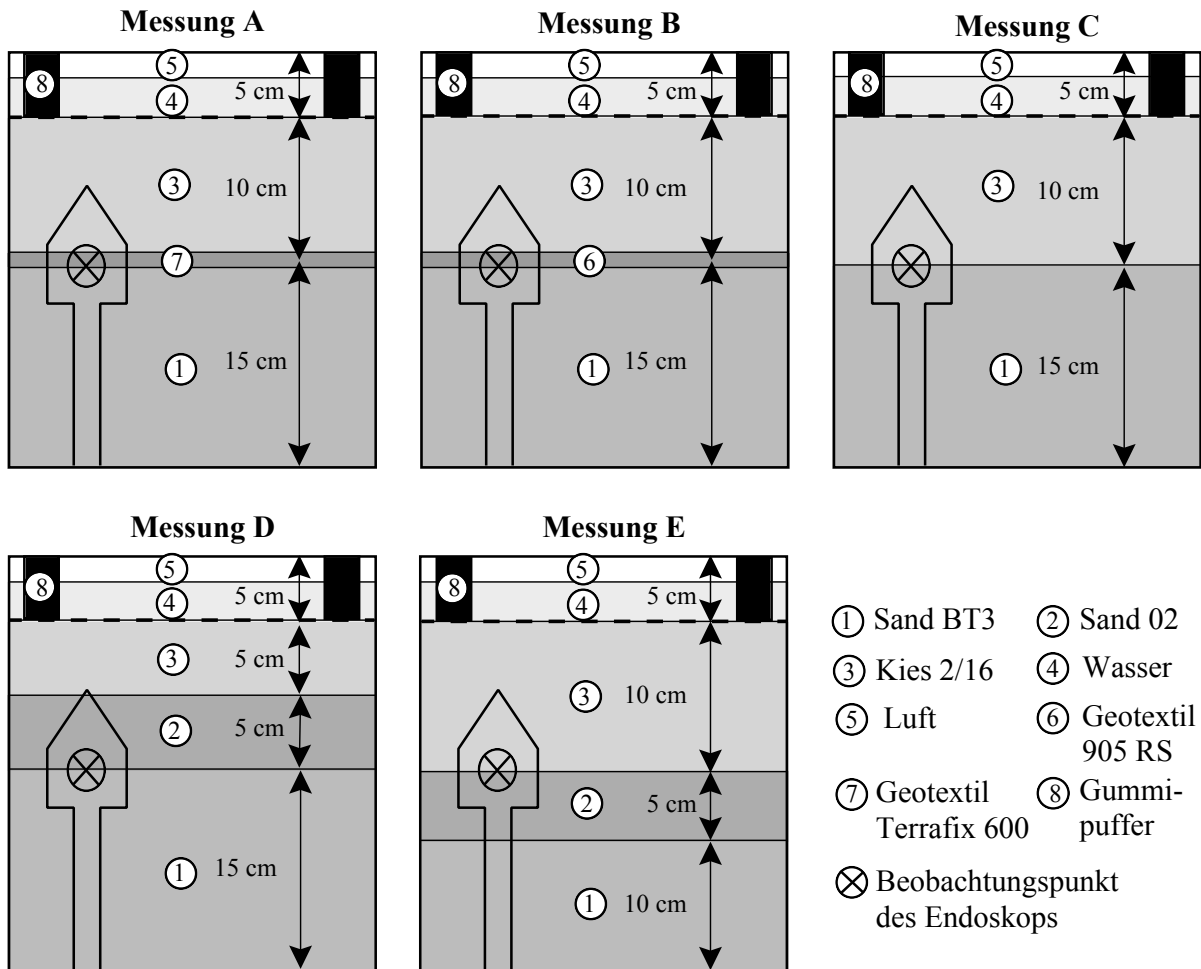 Messung A
5
8
5 cm
4
3
10 cm
7
15 cm
1
Messung B
5
8
5 cm
4
3
10 cm
6
15 cm
1
Messung C
5
8
5 cm
4
3
10 cm
15 cm
1
Messung D
5
8
5 cm
4
3
5 cm
2
5 cm
1
15 cm
Messung E
5
8
5 cm
4
3
10 cm
2
5 cm
1
10 cm
1 Sand BT3
2 Sand 02
3 Kies 2/16
4 Wasser
5 Luft
6 Geotextil
905 RS
7 Geotextil
Terrafix 600
8 Gummi-
puffer
Beobachtungspunkt
des Endoskops